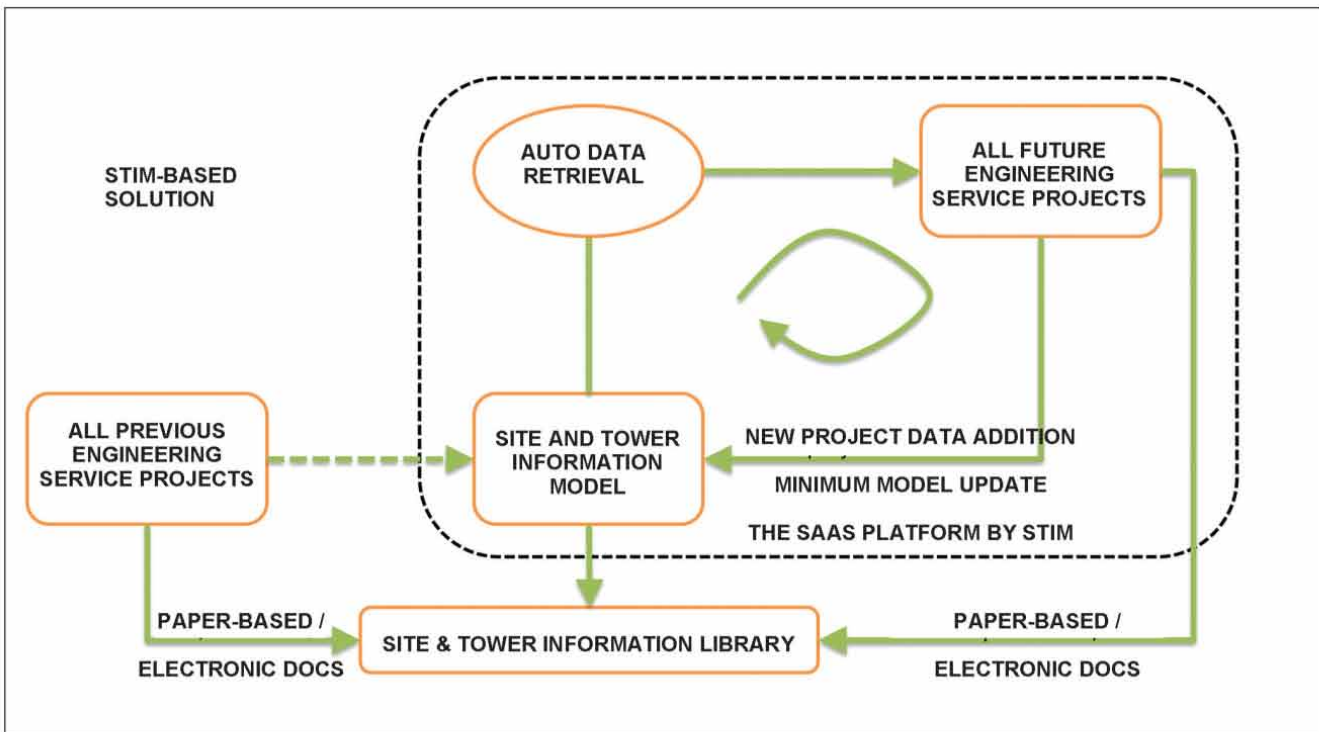 STIM-BASED
SOLUTION
AUTO DATA
RETRIEVAL
ALL FUTURE
ENGINEERING
SERVICE PROJECTS
ALL PREVIOUS
ENGINEERING
SERVICE PROJECTS
SITE AND TOWER
INFORMATION
MODEL
NEW PROJECT DATA ADDITION
MINIMUM MODEL UPDATE
THE SAAS PLATFORM BY STIM
PAPER-BASED /
ELECTRONIC DOCS
SITE & TOWER INFORMATION LIBRARY
PAPER-BASED /
ELECTRONIC DOCS